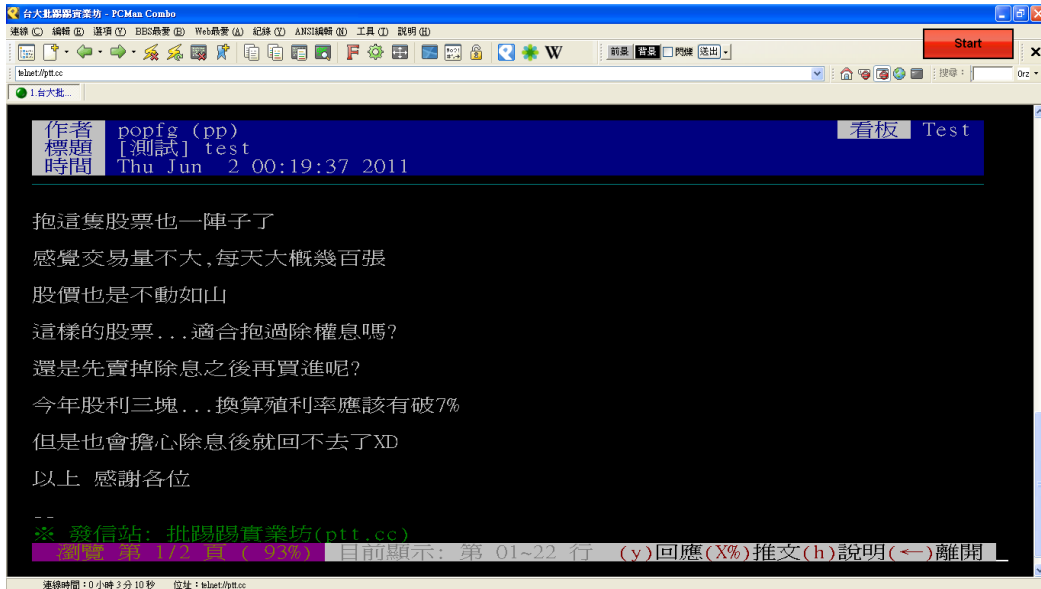 台大批踢踢實業坊 - PCMan Combo
連線(C) 編輯(E) 選項(Y) BBS最愛(B) Web最愛(A) 紀錄(Y) ANSI編輯(N) 工具(T) 說明(H)
F W 前景 背景 閃爍 送出
Start
telnet://ptt.cc 搜尋： Orz
1.台大批...
作者 popfg (pp) 看板 Test
標題 [測試] test
時間 Thu Jun 2 00:19:37 2011
抱這隻股票也一陣子了
感覺交易量不大,每天大概幾百張
股價也是不動如山
這樣的股票...適合抱過除權息嗎?
還是先賣掉除息之後再買進呢?
今年股利三塊...換算殖利率應該有破7%
但是也會擔心除息後就回不去了XD
以上 感謝各位
--
※ 發信站: 批踢踢實業坊(ptt.cc)
瀏覽 第 1/2 頁 ( 93%) 目前顯示: 第 01~22 行 (y)回應(X%)推文(h)說明(←)離開
連線時間：0 小時 3 分 10 秒 位址：telnet://ptt.cc